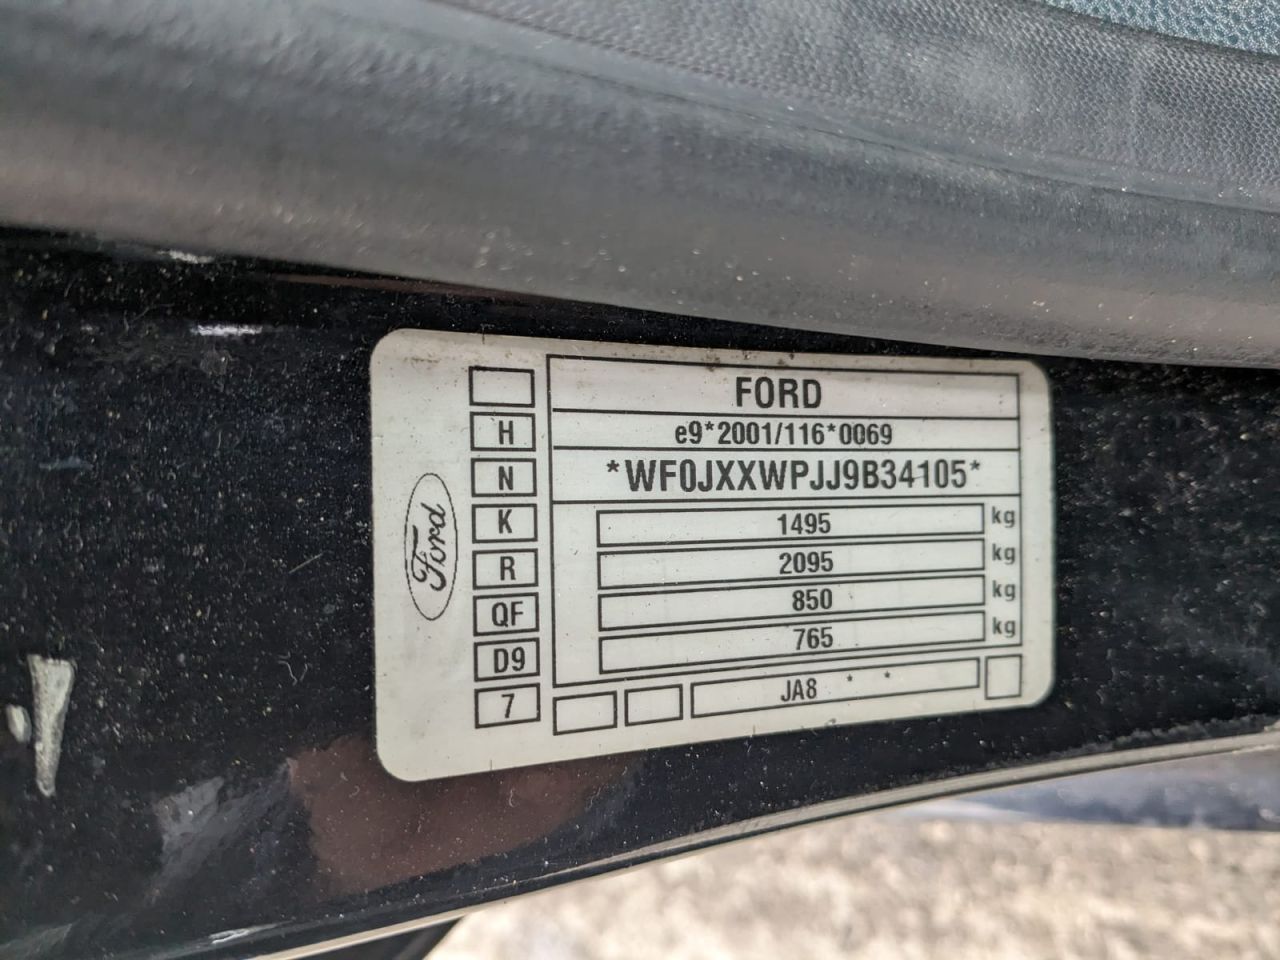 Ford
H
N
K
R
QF
D9
7
FORD
e9*2001/116*0069
*WF0JXXWPJJ9B34105*
1495 kg
2095 kg
850 kg
765 kg
JA8 * *